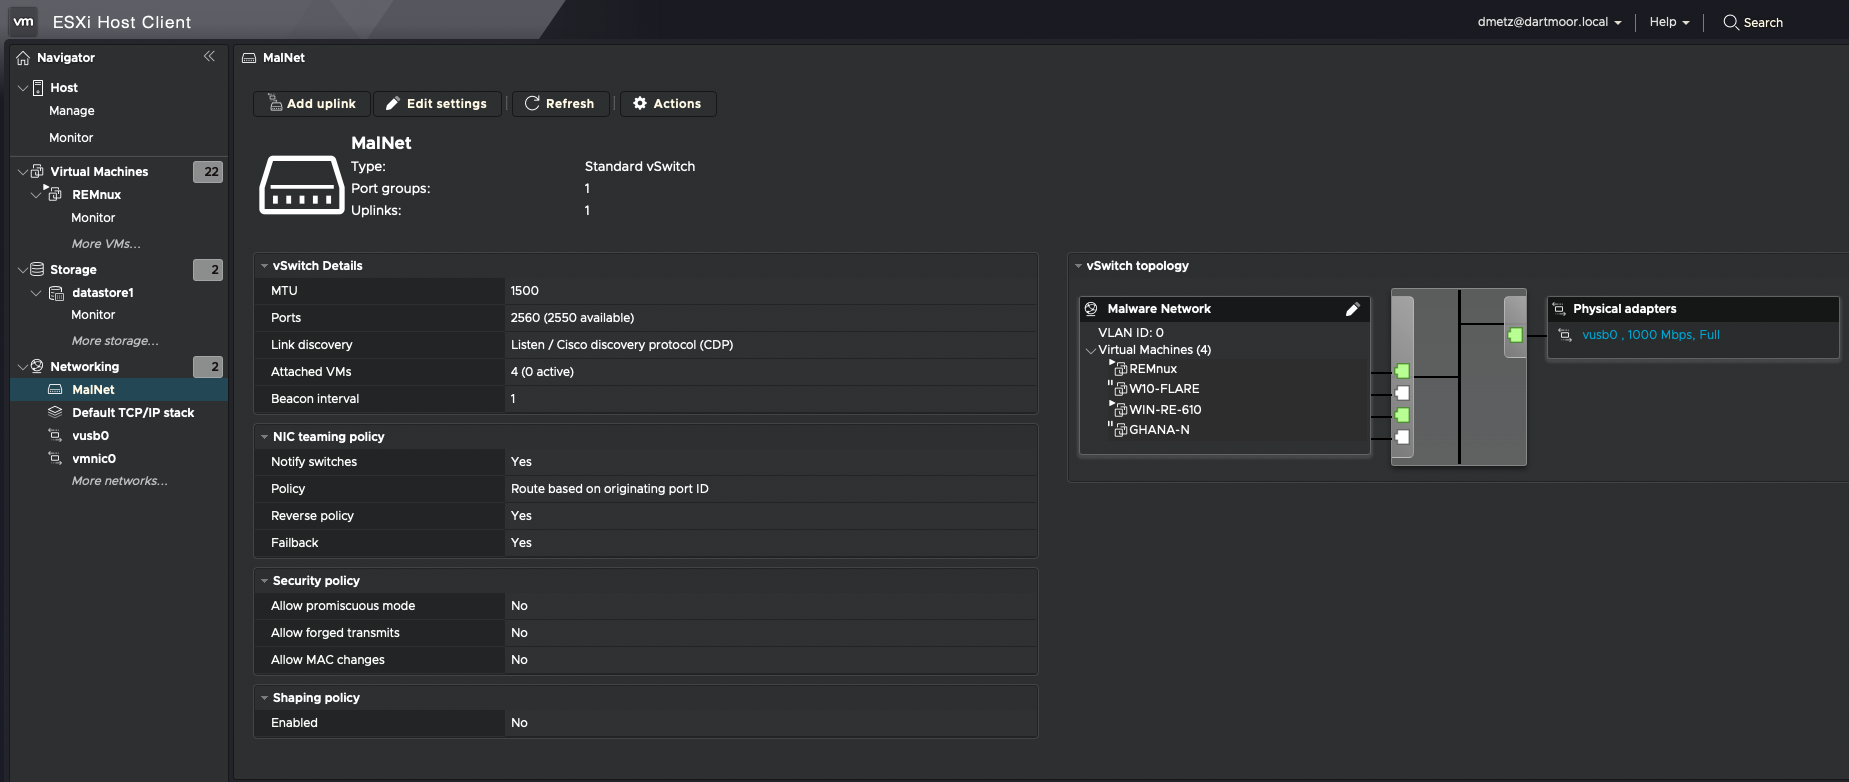 vm ESXi Host Client
dmetz@dartmoor.local Help Search
Navigator
Host
Manage
Monitor
Virtual Machines 22
REMnux
Monitor
More VMs...
Storage 2
datastore1
Monitor
More storage...
Networking 2
MalNet
Default TCP/IP stack
vusb0
vmnic0
More networks...
MalNet
Add uplink Edit settings Refresh Actions
MalNet
Type: Standard vSwitch
Port groups: 1
Uplinks: 1
vSwitch Details
MTU 1500
Ports 2560 (2550 available)
Link discovery Listen / Cisco discovery protocol (CDP)
Attached VMs 4 (0 active)
Beacon interval 1
NIC teaming policy
Notify switches Yes
Policy Route based on originating port ID
Reverse policy Yes
Failback Yes
Security policy
Allow promiscuous mode No
Allow forged transmits No
Allow MAC changes No
Shaping policy
Enabled No
vSwitch topology
Malware Network
VLAN ID: 0
Virtual Machines (4)
REMnux
W10-FLARE
WIN-RE-610
GHANA-N
Physical adapters
vusb0 , 1000 Mbps, Full